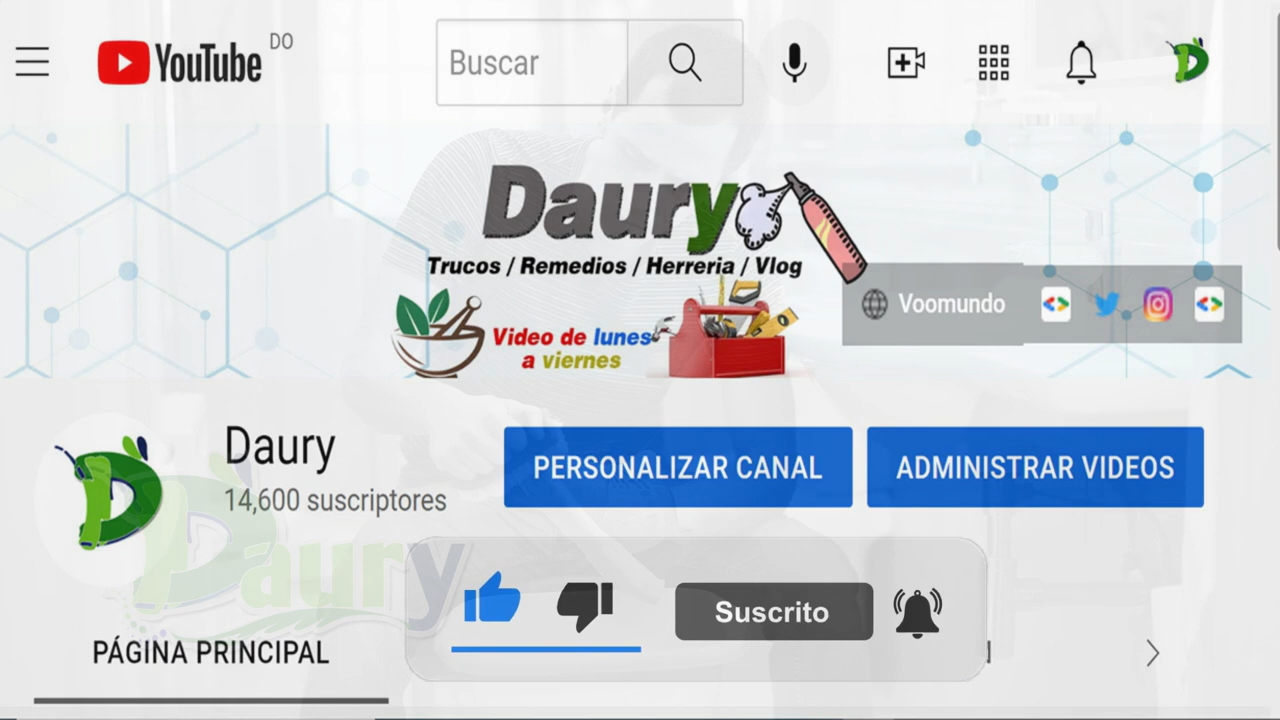 YouTube DO
Buscar
Daury
Trucos / Remedios / Herreria / Vlog
Voomundo
Video de lunes
a viernes
Daury
14,600 suscriptores
PERSONALIZAR CANAL
ADMINISTRAR VIDEOS
Daury
Suscrito
PÁGINA PRINCIPAL